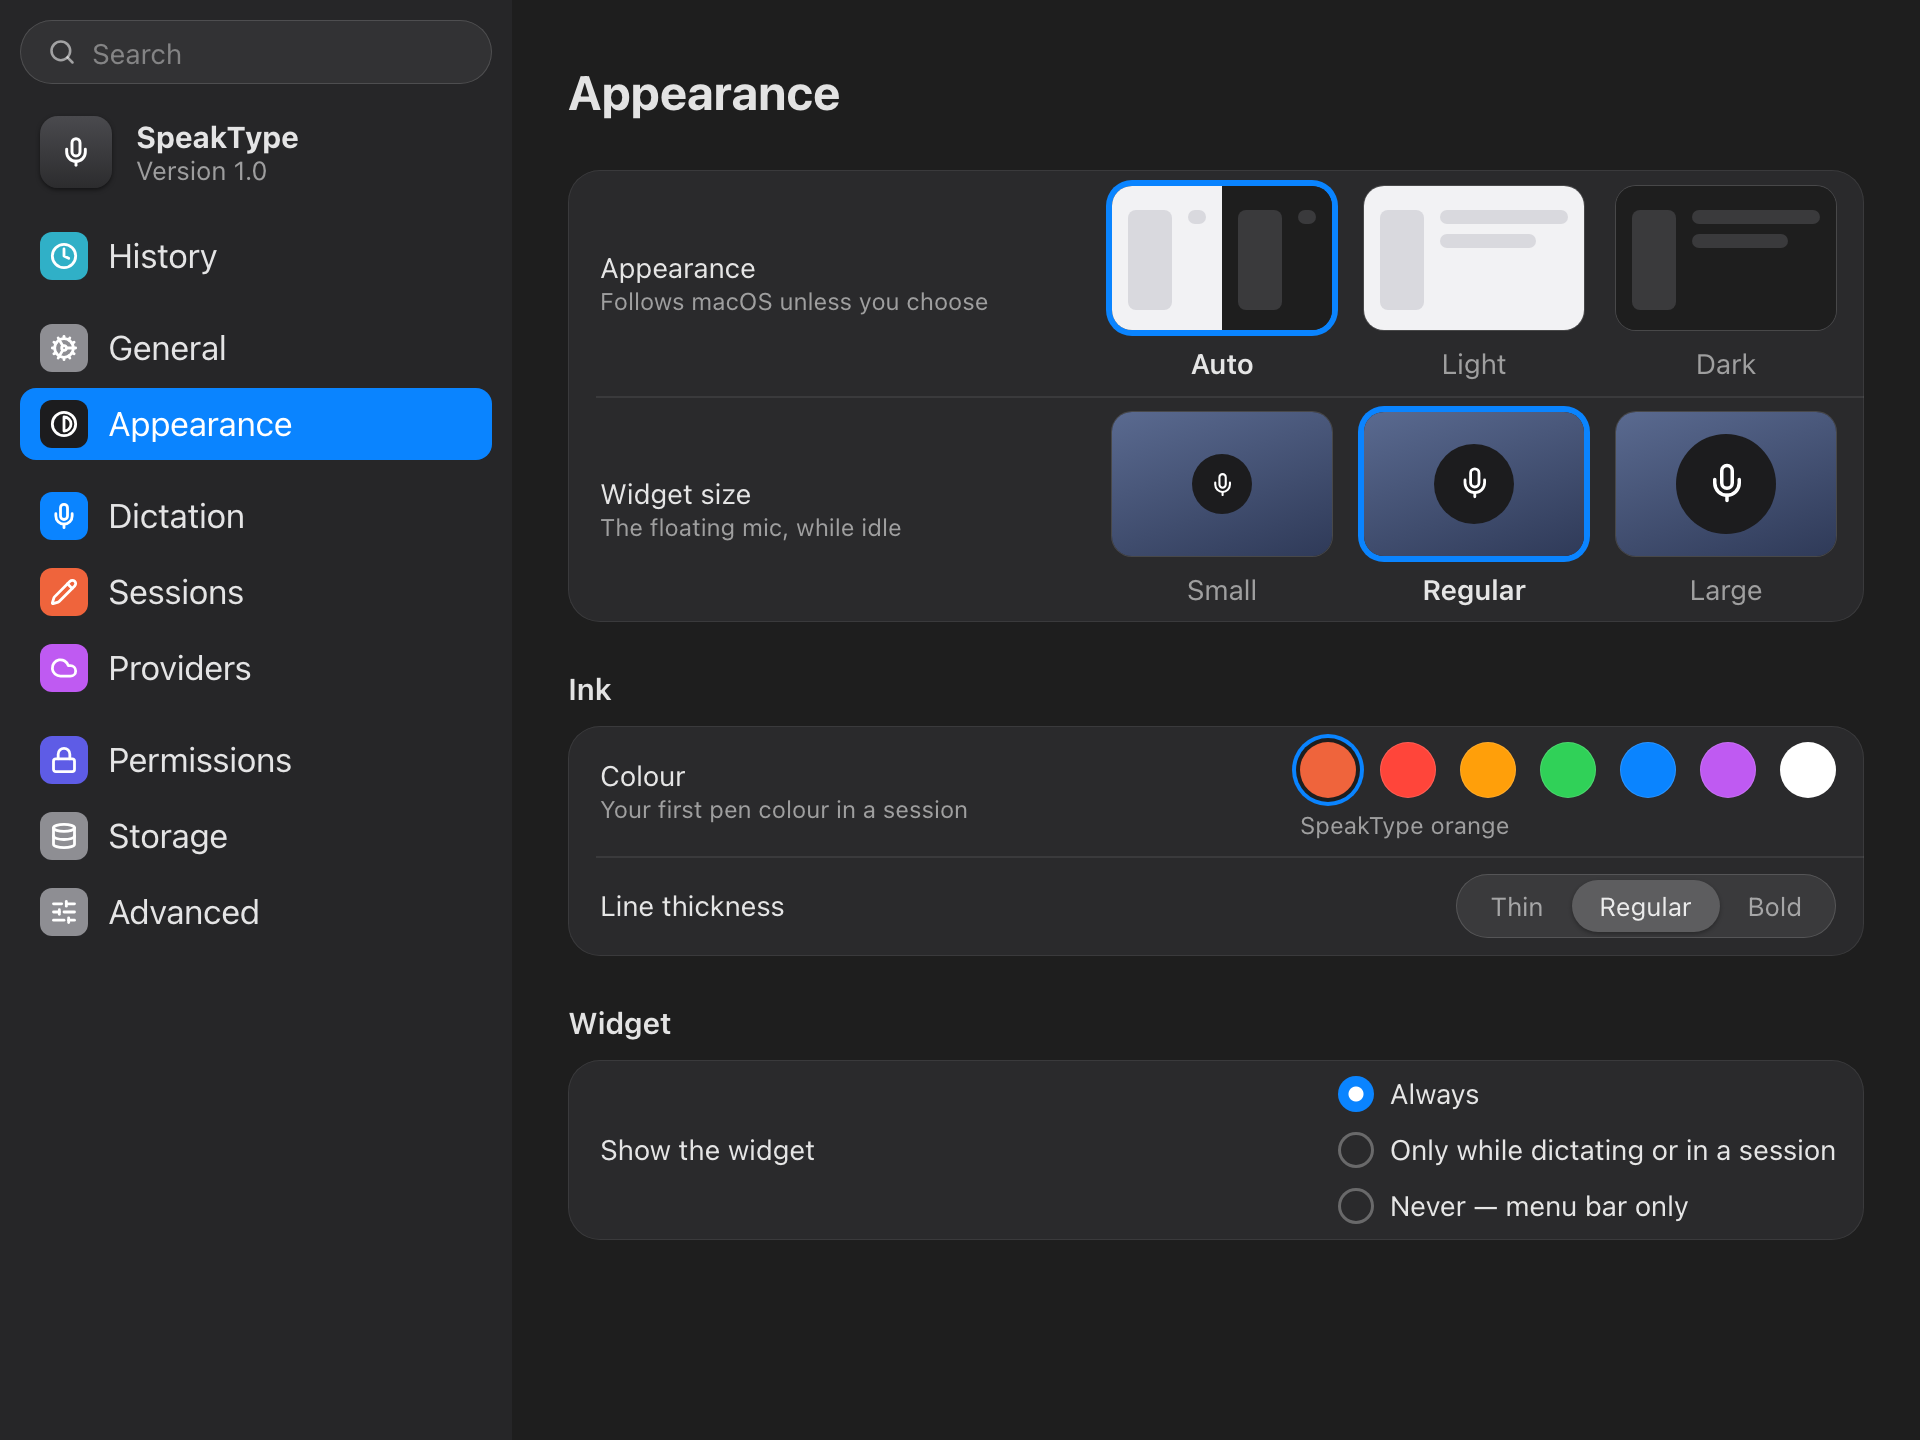 Search
SpeakType
Version 1.0
History
General
Appearance
Dictation
Sessions
Providers
Permissions
Storage
Advanced
Appearance
Appearance
Follows macOS unless you choose
Auto
Light
Dark
Widget size
The floating mic, while idle
Small
Regular
Large
Ink
Colour
Your first pen colour in a session
SpeakType orange
Line thickness
Thin
Regular
Bold
Widget
Show the widget
Always
Only while dictating or in a session
Never — menu bar only